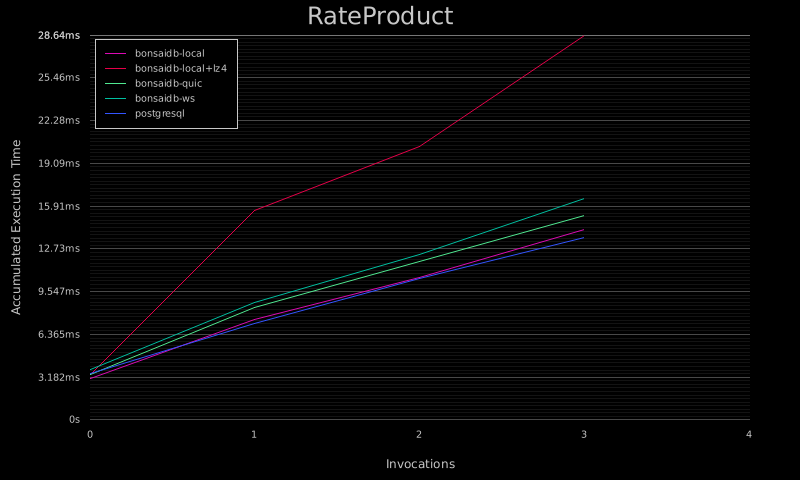 RateProduct
28.64ms
25.46ms
22.28ms
19.09ms
15.91ms
12.73ms
9.547ms
6.365ms
3.182ms
0s
bonsaidb-local
bonsaidb-local+lz4
bonsaidb-quic
bonsaidb-ws
postgresql
Accumulated Execution Time
0 1 2 3 4
Invocations